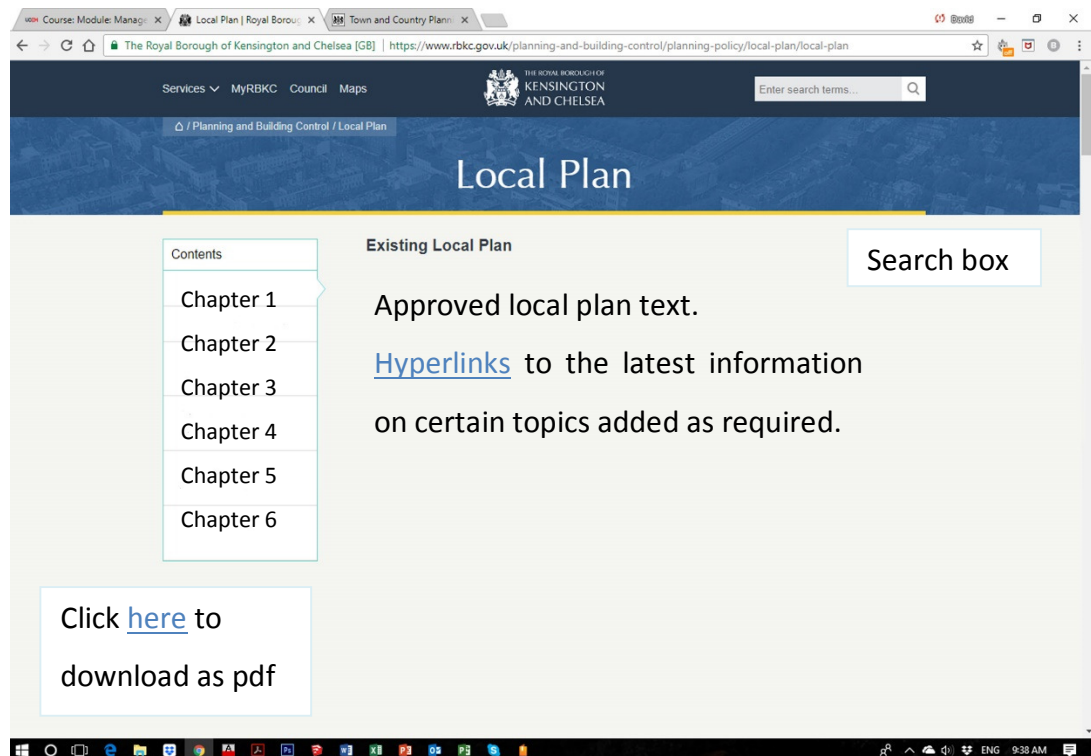 Course: Module: Manag
Local Plan | Royal Boroug
Town and Country Plann
David
The Royal Borough of Kensington and Chelsea [GB] | https://www.rbkc.gov.uk/planning-and-building-control/planning-policy/local-plan/local-plan
Services MyRBKC Council Maps
THE ROYAL BOROUGH OF
KENSINGTON
AND CHELSEA
Enter search terms...
/ Planning and Building Control / Local Plan
Local Plan
Contents
Chapter 1
Chapter 2
Chapter 3
Chapter 4
Chapter 5
Chapter 6
Existing Local Plan
Approved local plan text.
Hyperlinks to the latest information
on certain topics added as required.
Search box
Click here to
download as pdf
ENG 9:38 AM